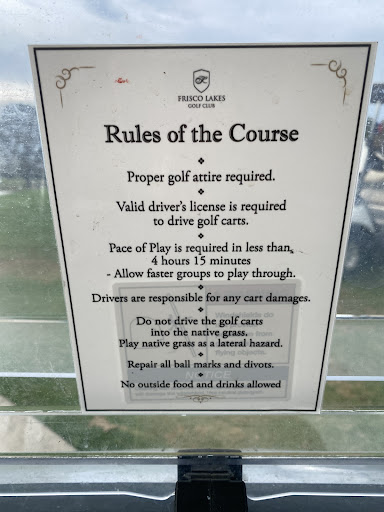 FRISCO LAKES
GOLF CLUB
Rules of the Course
Proper golf attire required.
Valid driver's license is required
to drive golf carts.
Pace of Play is required in less than
4 hours 15 minutes
- Allow faster groups to play through.
Drivers are responsible for any cart damages.
Do not drive the golf carts
into the native grass.
Play native grass as a lateral hazard.
Repair all ball marks and divots.
No outside food and drinks allowed
NOTICE